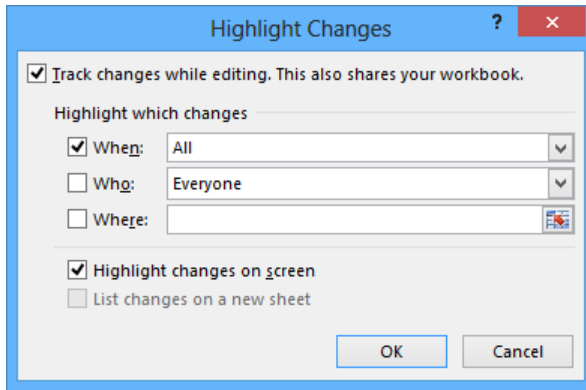 Highlight Changes ? ×
Track changes while editing. This also shares your workbook.
Highlight which changes
When: All
Who: Everyone
Where:
Highlight changes on screen
List changes on a new sheet
OK Cancel